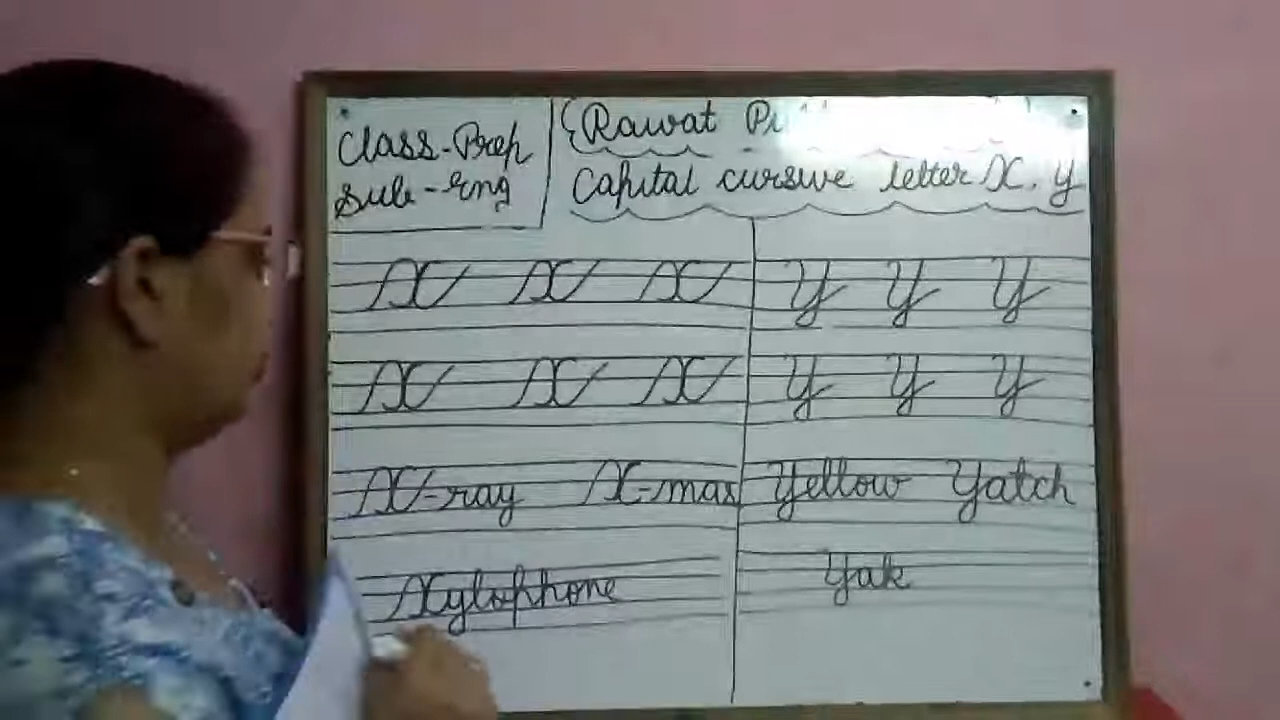 Class-Prep
Sub-Eng
Rawat
Capital cursive letter X, Y
X X X Y Y Y
X X X Y Y Y
X-ray X-mas Yellow Yatch
Xylophone Yak